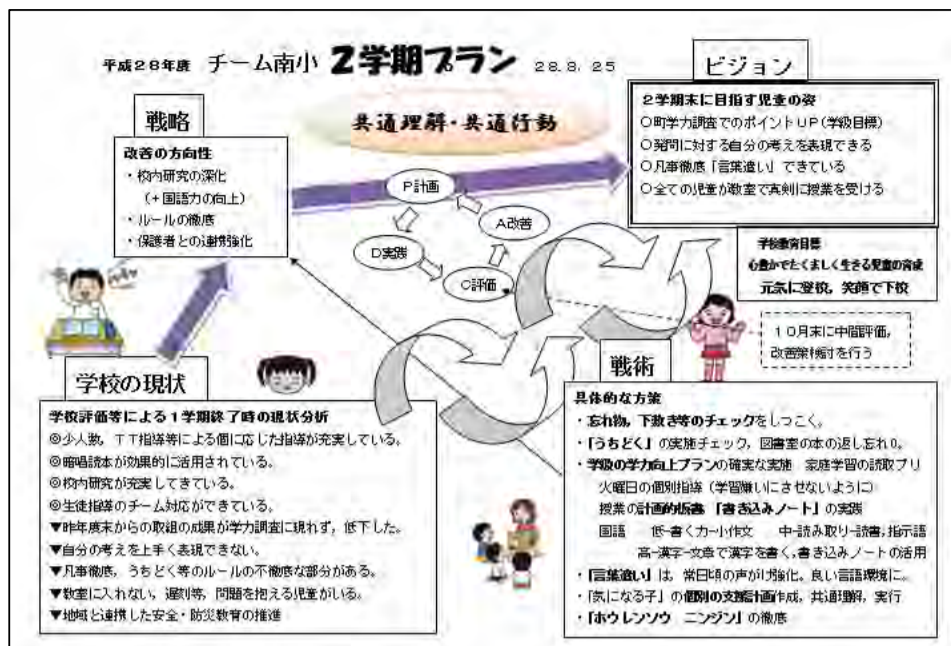 平成28年度 チーム南小 2学期プラン 28.8.25
共通理解・共通行動
戦略
改善の方向性
・校内研究の深化
(+国語力の向上)
・ルールの徹底
・保護者との連携強化
P計画
D実践
C評価
A改善
ビジョン
2学期末に目指す児童の姿
○町学力調査でのポイントUP(学級目標)
○発問に対する自分の考えを表現できる
○凡事徹底「言葉遣い」できている
○全ての児童が教室で真剣に授業を受ける
学校教育目標
心豊かでたくましく生きる児童の育成
元気に登校,笑顔で下校
10月末に中間評価,
改善策検討を行う
学校の現状
学校評価等による1学期終了時の現状分析
◎少人数,TT指導等による個に応じた指導が充実している。
◎暗唱読本が効果的に活用されている。
◎校内研究が充実してきている。
◎生徒指導のチーム対応ができている。
▼昨年度末からの取組の成果が学力調査に現れず,低下した。
▼自分の考えを上手く表現できない。
▼凡事徹底,うちどく等のルールの不徹底な部分がある。
▼教室に入れない,遅刻等,問題を抱える児童がいる。
▼地域と連携した安全・防災教育の推進
戦術
具体的な方策
・忘れ物,下敷き等のチェックをしつこく。
・「うちどく」の実施チェック,図書室の本の返し忘れ0。
・学級の学力向上プランの確実な実施 家庭学習の読取プリ
火曜日の個別指導(学習嫌いにさせないように)
授業の計画的板書 「書き込みノート」の実践
国語 低-書く力-小作文 中-読み取り-読書,指示語
高-漢字-文章で漢字を書く,書き込みノートの活用
・「言葉遣い」は,常日頃の声がけ強化。良い言語環境に。
・「気になる子」の個別の支援計画作成,共通理解,実行
・「ホウレンソウ ニンジン」の徹底